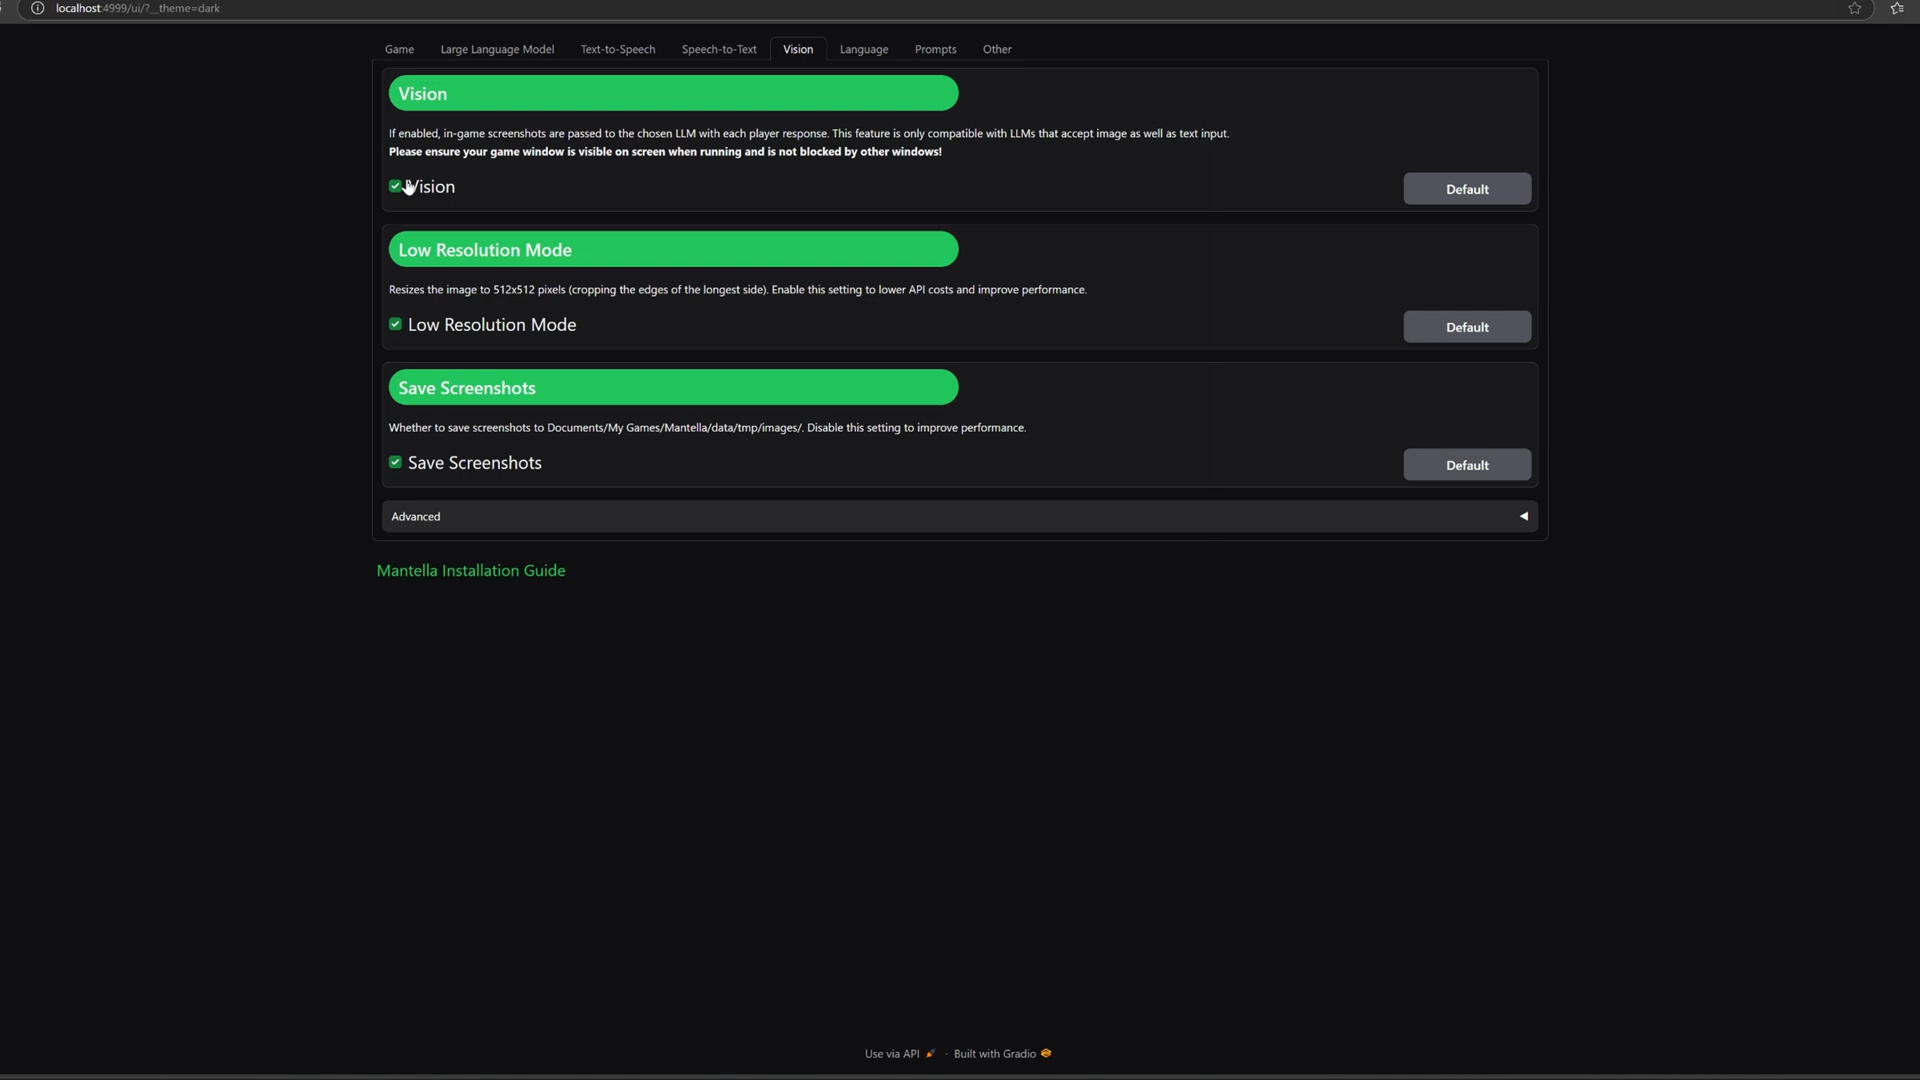 localhost:4999/ui/?__theme=dark
Game Large Language Model Text-to-Speech Speech-to-Text Vision Language Prompts Other
Vision
If enabled, in-game screenshots are passed to the chosen LLM with each player response. This feature is only compatible with LLMs that accept image as well as text input.
Please ensure your game window is visible on screen when running and is not blocked by other windows!
Vision
Default
Low Resolution Mode
Resizes the image to 512x512 pixels (cropping the edges of the longest side). Enable this setting to lower API costs and improve performance.
Low Resolution Mode
Default
Save Screenshots
Whether to save screenshots to Documents/My Games/Mantella/data/tmp/images/. Disable this setting to improve performance.
Save Screenshots
Default
Advanced
Mantella Installation Guide
Use via API · Built with Gradio